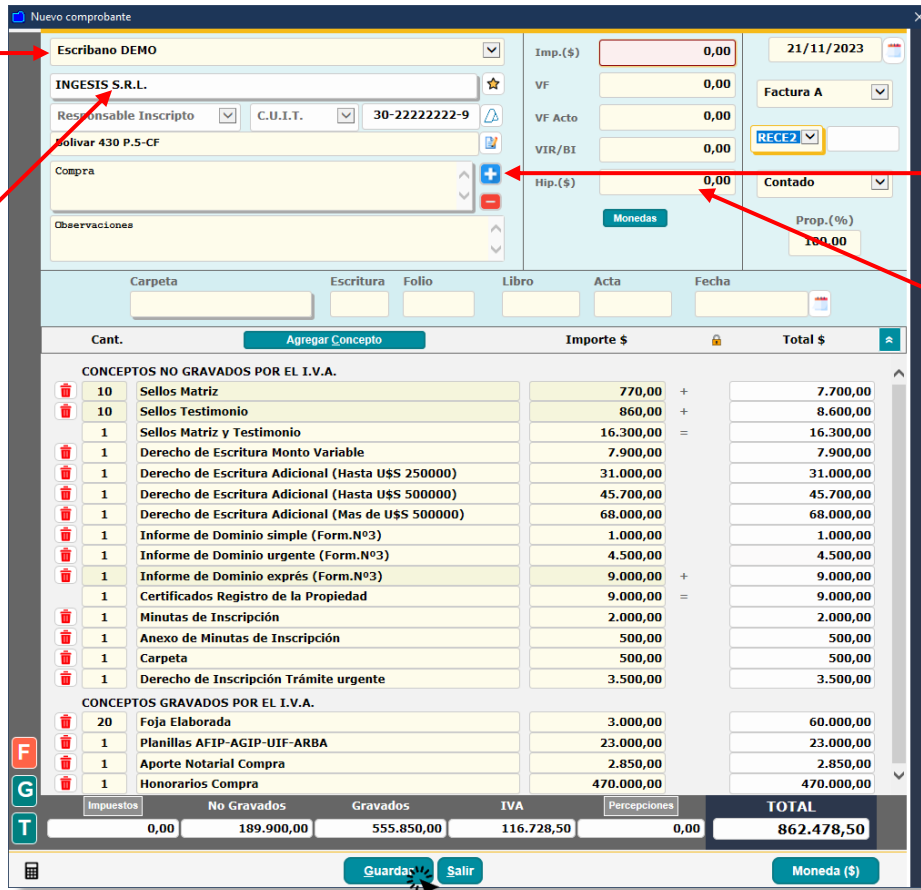 Nuevo comprobante
Escribano DEMO
Imp.($) 0,00
21/11/2023
INGESIS S.R.L.
VF 0,00
Factura A
Responsable Inscripto C.U.I.T. 30-22222222-9
VF Acto 0,00
Bolivar 430 P.5-CF
VIR/BI 0,00
RECE2
Compra
Hip.($) 0,00
Contado
Monedas
Prop.(%)
100,00
Observaciones
Carpeta Escritura Folio Libro Acta Fecha
Cant. Agregar Concepto Importe $ Total $
CONCEPTOS NO GRAVADOS POR EL I.V.A.
10 Sellos Matriz 770,00 + 7.700,00
10 Sellos Testimonio 860,00 + 8.600,00
1 Sellos Matriz y Testimonio 16.300,00 = 16.300,00
1 Derecho de Escritura Monto Variable 7.900,00 7.900,00
1 Derecho de Escritura Adicional (Hasta U$S 250000) 31.000,00 31.000,00
1 Derecho de Escritura Adicional (Hasta U$S 500000) 45.700,00 45.700,00
1 Derecho de Escritura Adicional (Mas de U$S 500000) 68.000,00 68.000,00
1 Informe de Dominio simple (Form.Nº3) 1.000,00 1.000,00
1 Informe de Dominio urgente (Form.Nº3) 4.500,00 4.500,00
1 Informe de Dominio exprés (Form.Nº3) 9.000,00 + 9.000,00
1 Certificados Registro de la Propiedad 9.000,00 = 9.000,00
1 Minutas de Inscripción 2.000,00 2.000,00
1 Anexo de Minutas de Inscripción 500,00 500,00
1 Carpeta 500,00 500,00
1 Derecho de Inscripción Trámite urgente 3.500,00 3.500,00
CONCEPTOS GRAVADOS POR EL I.V.A.
20 Foja Elaborada 3.000,00 60.000,00
1 Planillas AFIP-AGIP-UIF-ARBA 23.000,00 23.000,00
1 Aporte Notarial Compra 2.850,00 2.850,00
1 Honorarios Compra 470.000,00 470.000,00
F
G
T
Impuestos No Gravados Gravados IVA Percepciones TOTAL
0,00 189.900,00 555.850,00 116.728,50 0,00 862.478,50
Guardar Salir Moneda ($)